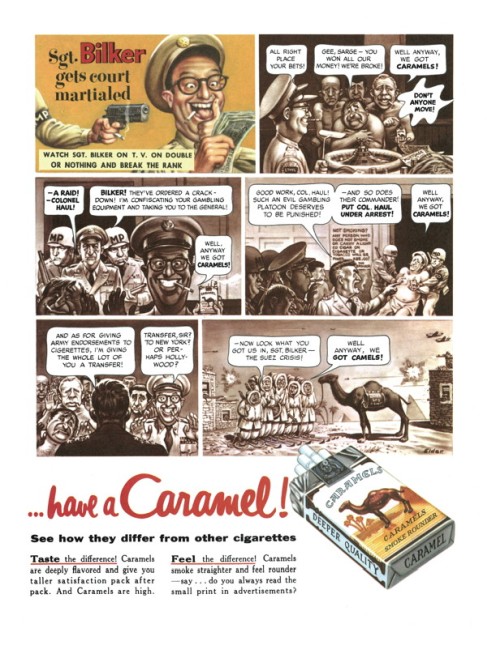 Sgt. Bilker
gets court
martialed
MP
WATCH SGT. BILKER ON T. V. ON DOUBLE
OR NOTHING AND BREAK THE RANK
ALL RIGHT
PLACE
YOUR BETS!
GEE, SARGE – YOU
WON ALL OUR
MONEY! WE'RE BROKE!
WELL ANYWAY,
WE GOT
CARAMELS!
DON'T
ANYONE
MOVE!
–A RAID!
–COLONEL
HAUL!
BILKER! THEY'VE ORDERED A CRACK-
DOWN! I'M CONFISCATING YOUR GAMBLING
EQUIPMENT AND TAKING YOU TO THE GENERAL!
WELL,
ANYWAY
WE GOT
CARAMELS!
MP
MP
GOOD WORK, COL. HAUL!
SUCH AN EVIL GAMBLING
PLATOON DESERVES
TO BE PUNISHED!
–AND SO DOES
THEIR COMMANDER!
PUT COL. HAUL
UNDER ARREST!
WELL
ANYWAY,
WE GOT
CARAMELS!
AND AS FOR GIVING
ARMY ENDORSEMENTS TO
CIGERETTES, I'M GIVING
THE WHOLE LOT OF
YOU A TRANSFER!
TRANSFER, SIR?
TO NEW YORK?
OR PER-
HAPS HOLLY-
WOOD?
–NOW LOOK WHAT YOU
GOT US IN, SGT. BILKER –
THE SUEZ CRISIS!
WELL
ANYWAY, WE
GOT CAMELS!
Elder
...have a Caramel!
CARAMELS
CARAMELS
SMOKE ROUNDER
DEEPER QUALITY
CARAMEL
See how they differ from other cigarettes
Taste the difference! Caramels
are deeply flavored and give you
taller satisfaction pack after
pack. And Caramels are high.
Feel the difference! Caramels
smoke straighter and feel rounder
—say . . . do you always read the
small print in advertisements?